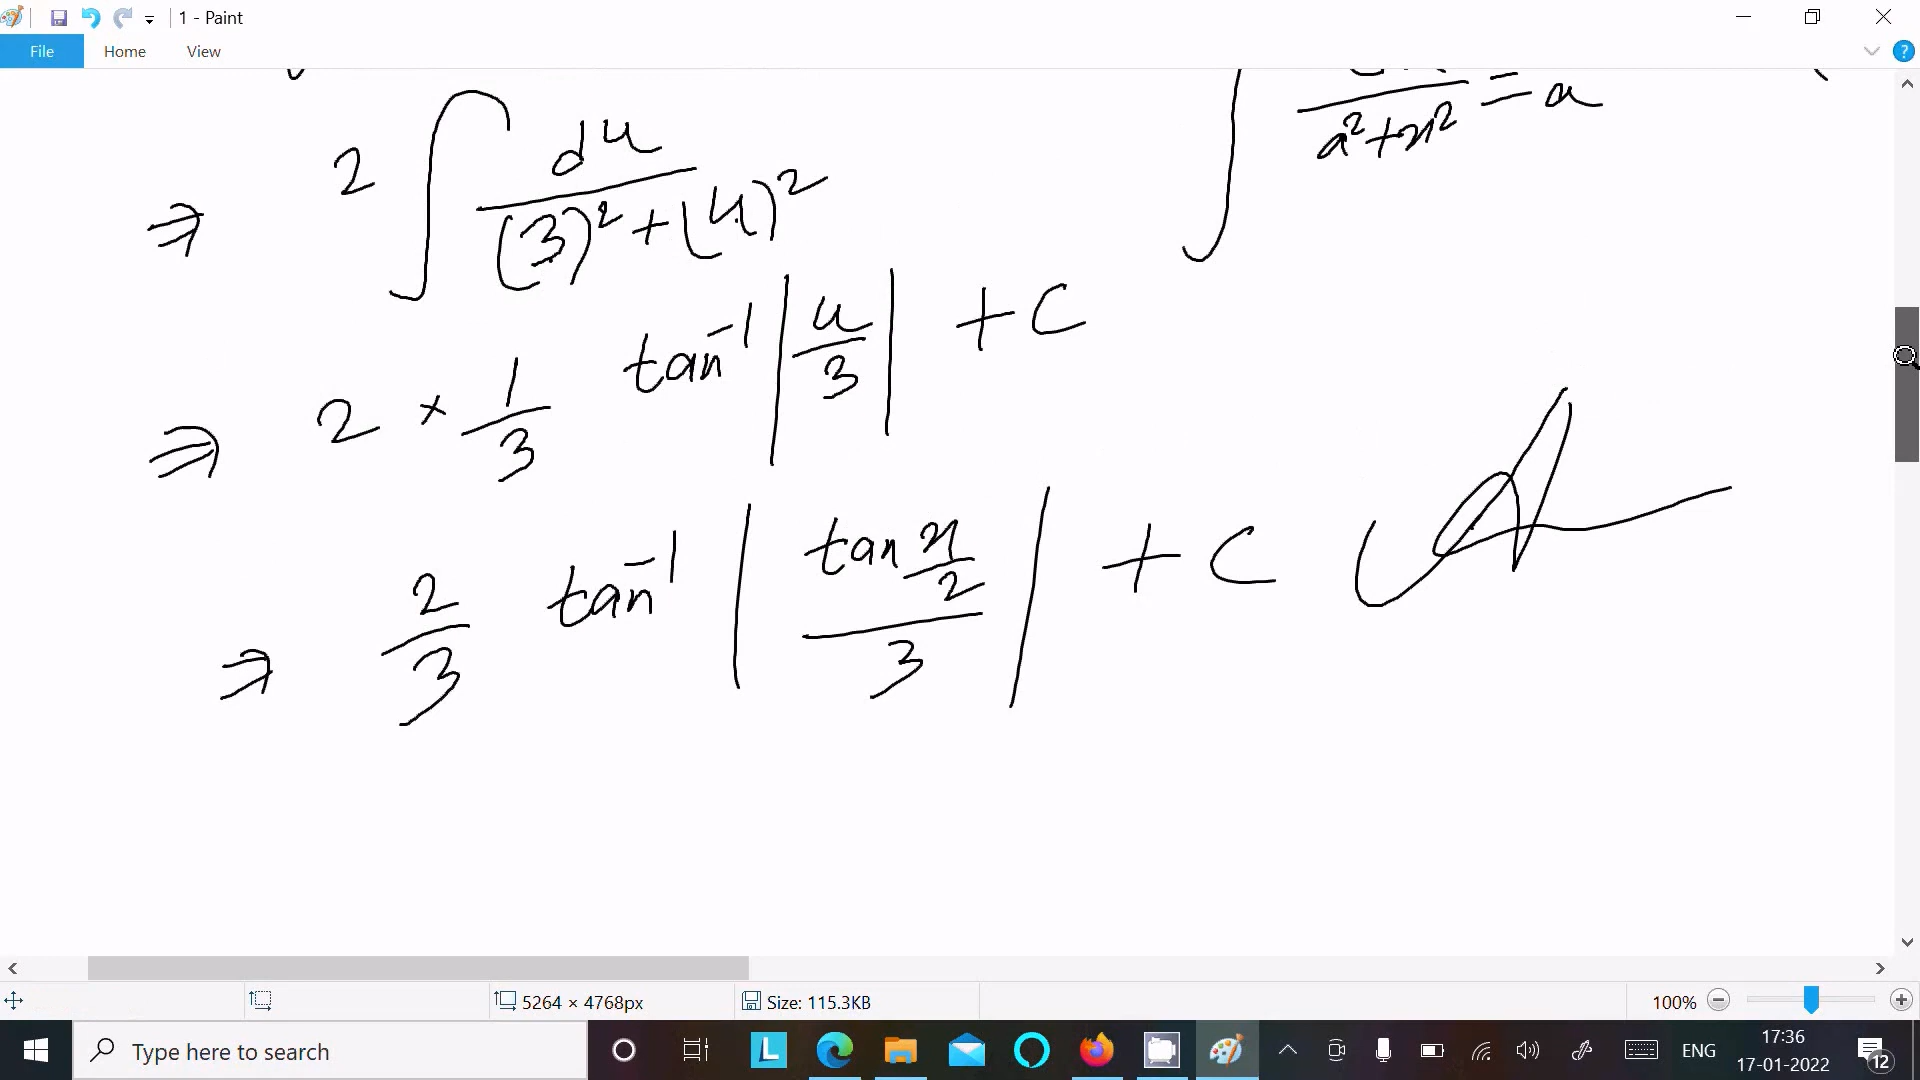 1 - Paint
File Home View
⇒ 2 ∫ du / (3)² + (u)²
∫ / a² + x² = a
⇒ 2 × 1/3 tan⁻¹ | u/3 | + C
⇒ 2/3 tan⁻¹ | tan x/2 / 3 | + C
5264 × 4768px Size: 115.3KB 100%
Type here to search
L
ENG
17:36
17-01-2022
12